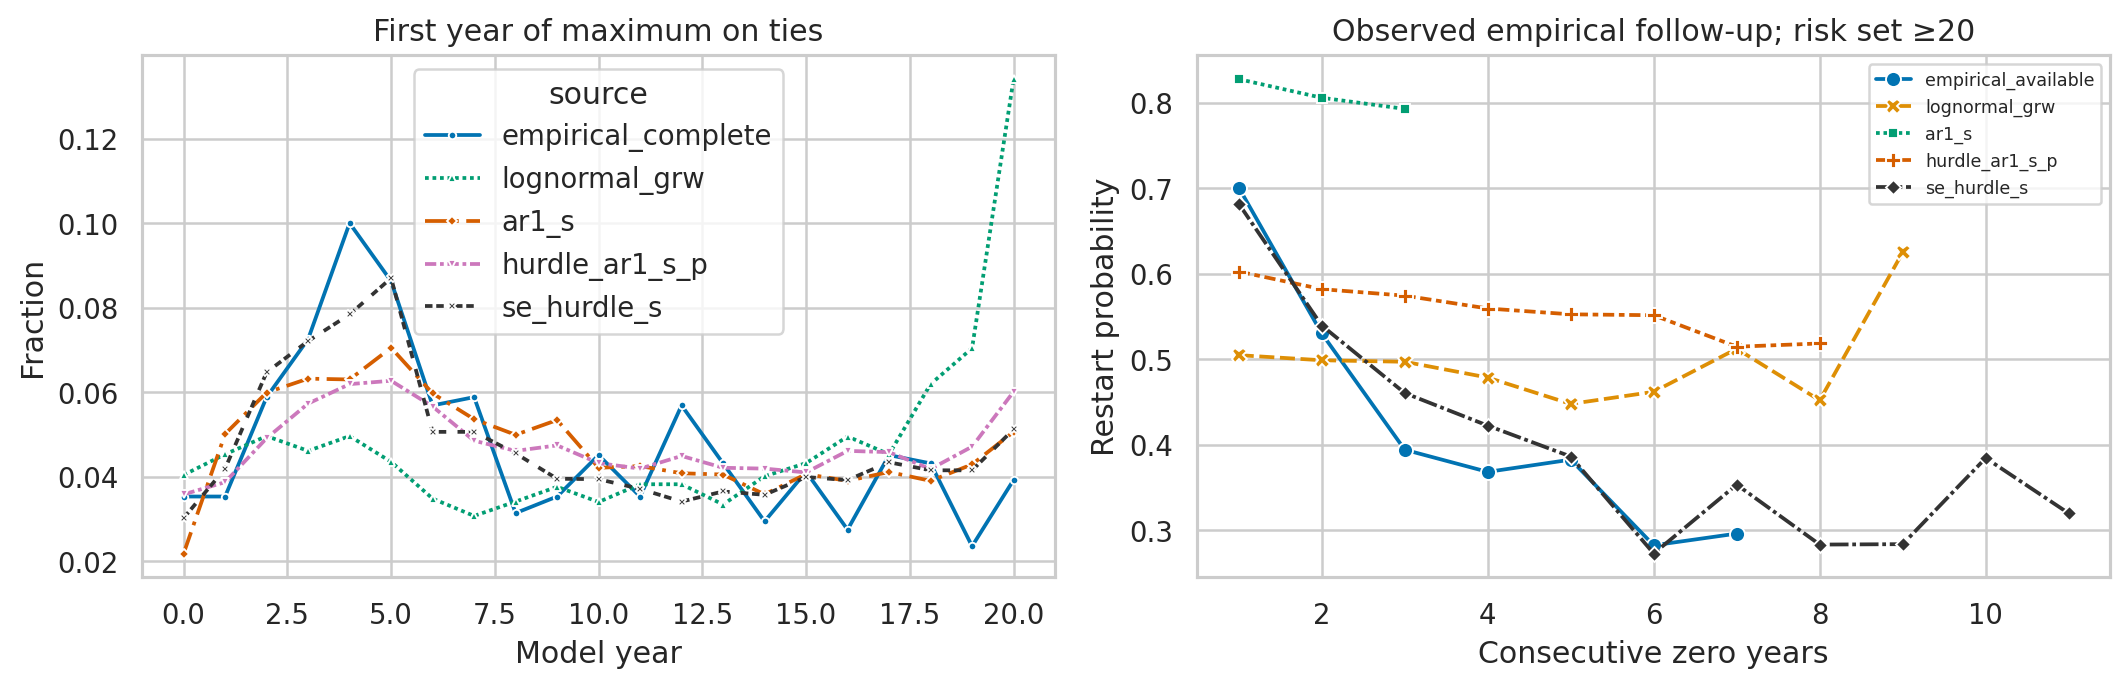 First year of maximum on ties
Fraction
0.12
0.10
0.08
0.06
0.04
0.02
source
empirical_complete
lognormal_grw
ar1_s
hurdle_ar1_s_p
se_hurdle_s
0.0 2.5 5.0 7.5 10.0 12.5 15.0 17.5 20.0
Model year
Observed empirical follow-up; risk set ≥20
Restart probability
0.8
0.7
0.6
0.5
0.4
0.3
empirical_available
lognormal_grw
ar1_s
hurdle_ar1_s_p
se_hurdle_s
2 4 6 8 10
Consecutive zero years